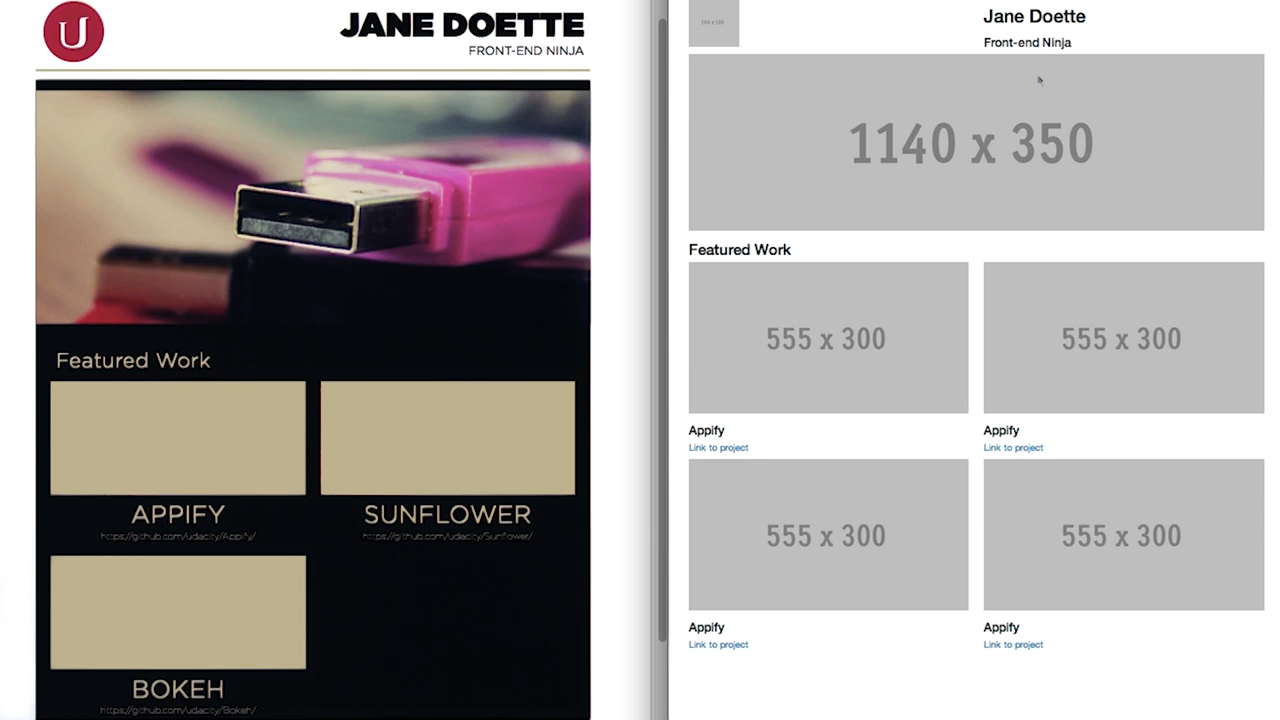 U
JANE DOETTE
FRONT-END NINJA
Featured Work
APPIFY
https://github.com/udacity/Appify/
SUNFLOWER
https://github.com/udacity/Sunflower/
BOKEH
https://github.com/udacity/Bokeh/
Jane Doette
Front-end Ninja
1140 x 350
Featured Work
555 x 300
555 x 300
Appify
Link to project
Appify
Link to project
555 x 300
555 x 300
Appify
Link to project
Appify
Link to project